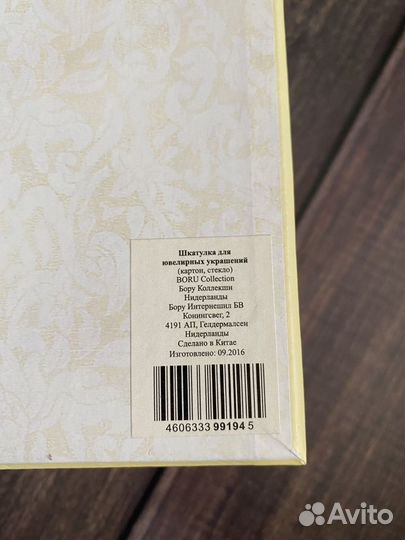 Шкатулка для
ювелирных украшений
(картон, стекло)
BORU Collection
Бору Коллекшн
Нидерланды
Бору Интернешил БВ
Конингсвег, 2
4191 АП, Гелдермалсен
Нидерланды
Сделано в Китае
Изготовлено: 09.2016
4606333 99194 5
Avito